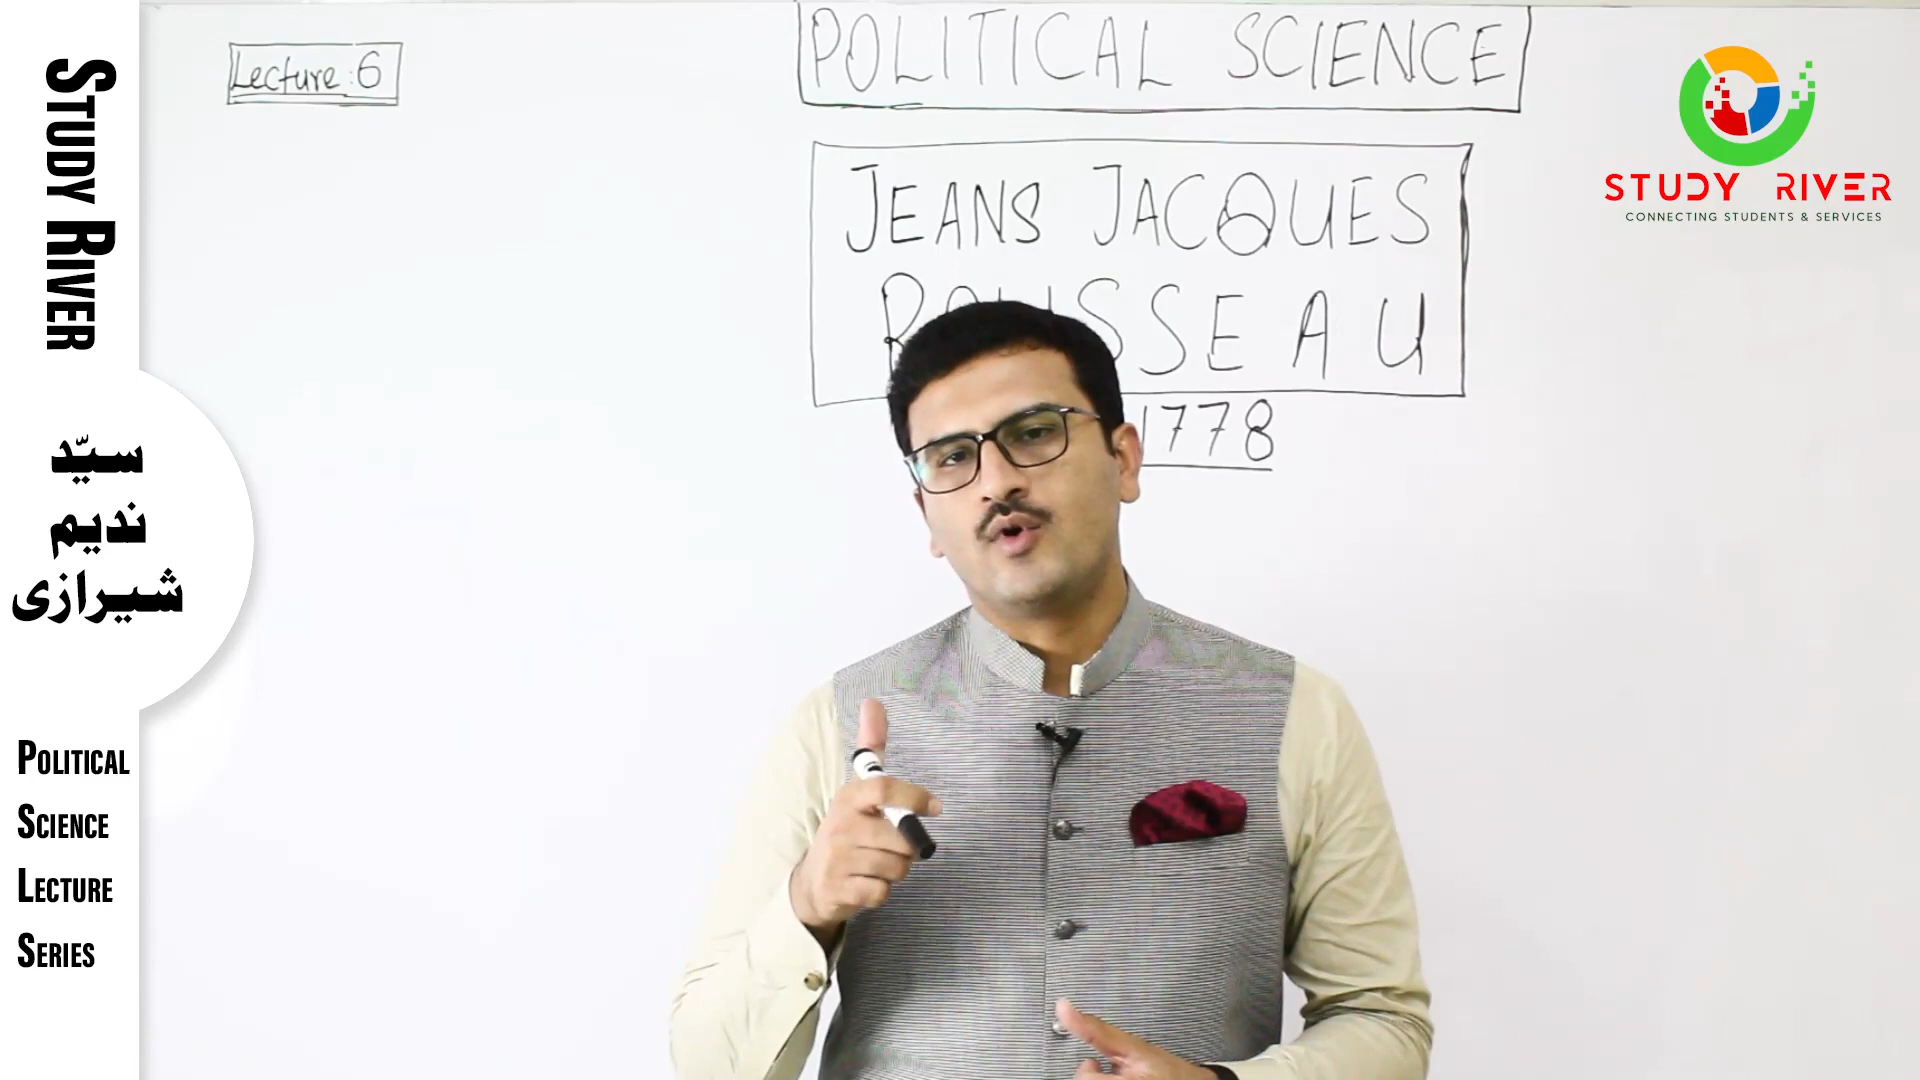 STUDY RIVER
سیّد
ندیم
شیرازی
POLITICAL
SCIENCE
LECTURE
SERIES
Lecture: 6
POLITICAL SCIENCE
JEANS JACQUES
1778
STUDY RIVER
CONNECTING STUDENTS & SERVICES